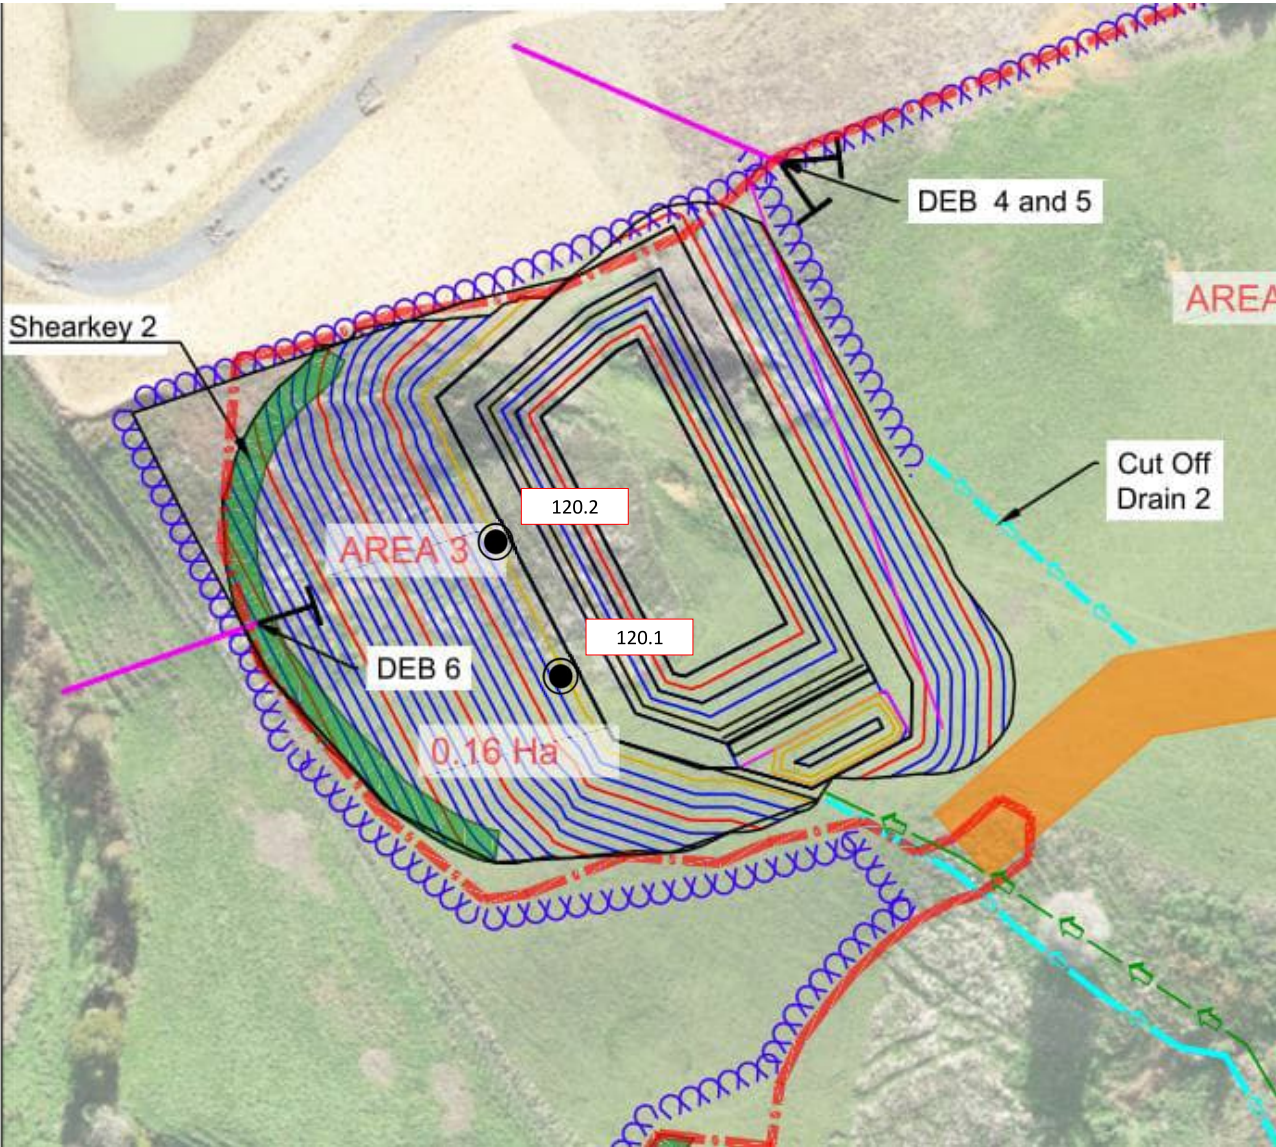 DEB 4 and 5
AREA
Shearkey 2
Cut Off
Drain 2
120.2
AREA 3
120.1
DEB 6
0.16 Ha